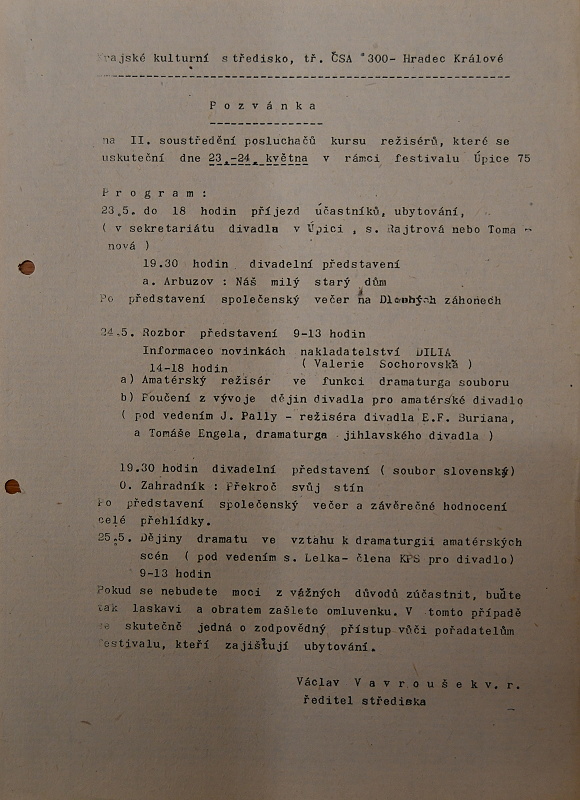 Krajské kulturní středisko, tř. ČSA 300- Hradec Králové
P o z v á n k a
na II. soustředění posluchačů kursu režisérů, které se
uskuteční dne 23.-24. května v rámci festivalu Úpice 75
P r o g r a m :
23.5. do 18 hodin příjezd účastníků, ubytování,
( v sekretariátu divadla v Úpici , s. Rajtrová nebo Toma -
nová )
19.30 hodin divadelní představení
a. Arbuzov : Náš milý starý dům
Po představení společenský večer na Dlouhých záhonech
24.5. Rozbor představení 9-13 hodin
Informaceo novinkách nakladatelství DILIA
14-18 hodin ( Valerie Sochorovská )
a) Amatérský režisér ve funkci dramaturga souboru
b) Poučení z vývoje dějin divadla pro amatérské divadlo
( pod vedením J. Pally - režiséra divadla E.F. Buriana,
a Tomáše Engela, dramaturga jihlavského divadla )
19.30 hodin divadelní představení ( soubor slovenský)
O. Zahradník : Překroč svůj stín
Po představení společenský večer a závěrečné hodnocení
celé přehlídky.
25.5. Dějiny dramatu ve vztahu k dramaturgii amatérských
scén ( pod vedením s. Lelka- člena KPS pro divadlo)
9-13 hodin
Pokud se nebudete moci z vážných důvodů zúčastnit, buďte
tak laskavi a obratem zašlete omluvenku. V tomto případě
se skutečně jedná o zodpovědný přístup vůči pořadatelům
festivalu, kteří zajišťují ubytování.
Václav V a v r o u š e k v. r.
ředitel střediska